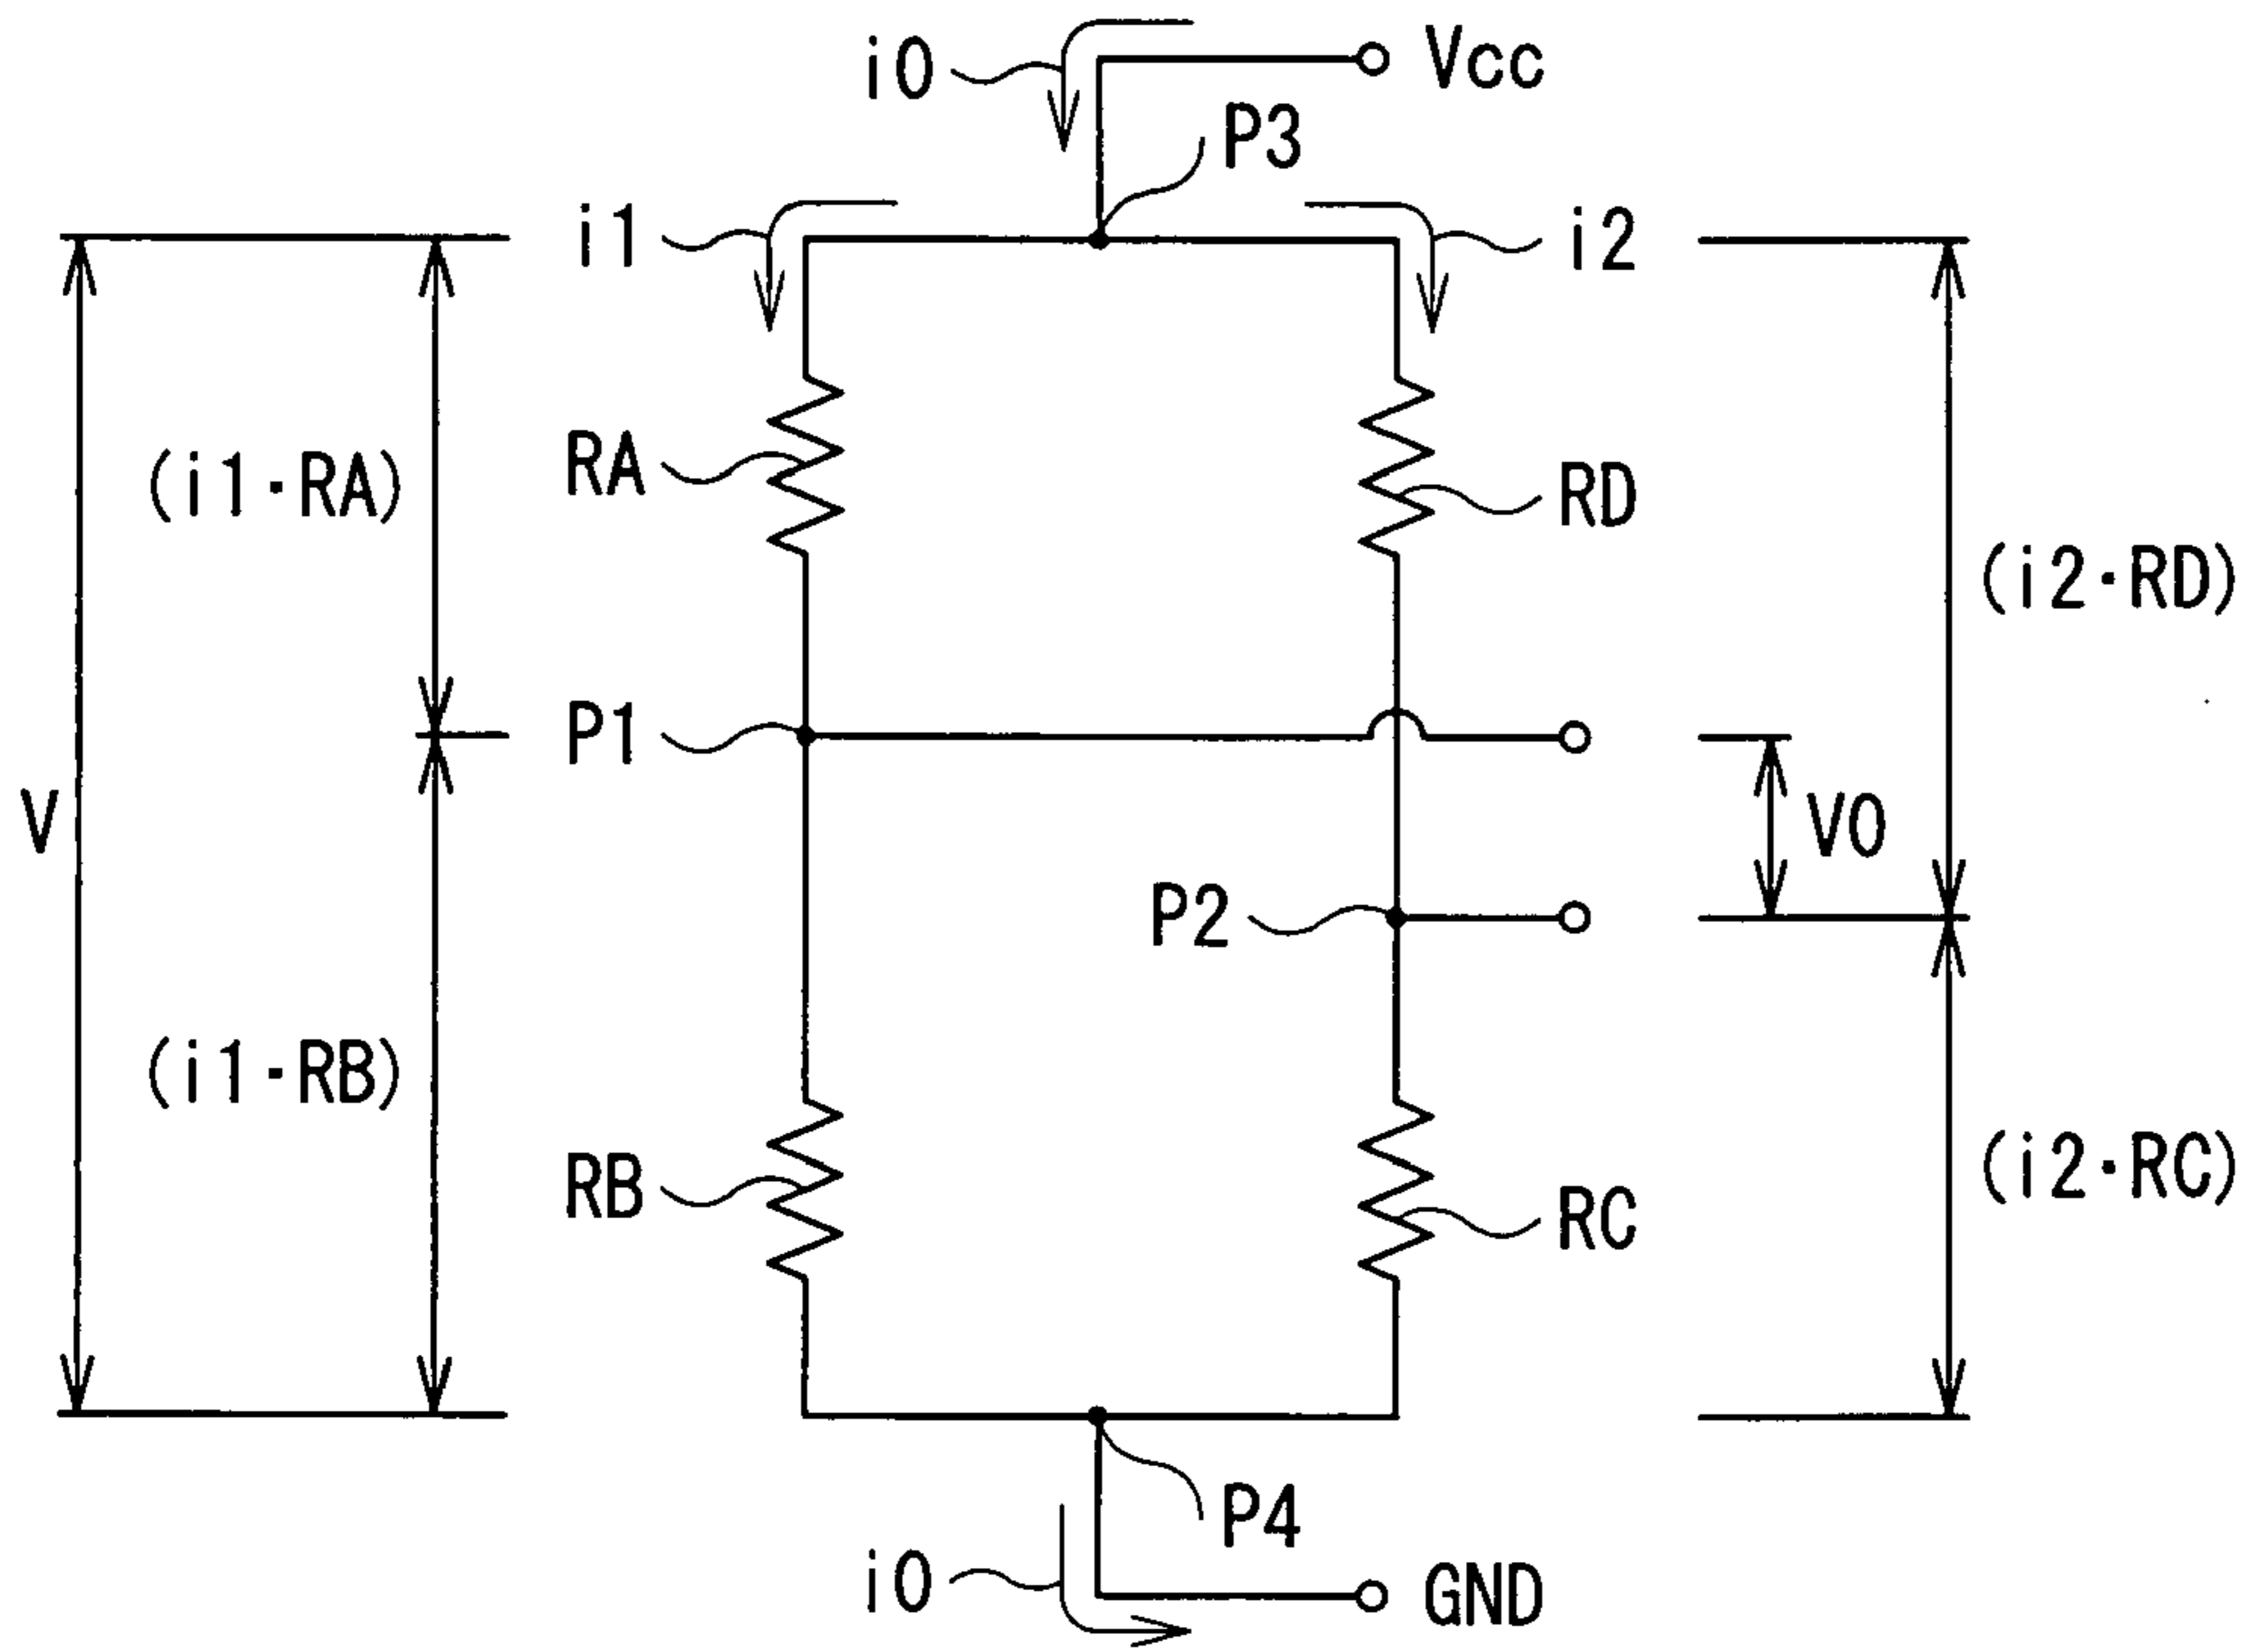 i0
Vcc
P3
i1
i2
(i1·RA)
RA
RD
(i2·RD)
P1
V
V0
P2
(i1·RB)
RB
RC
(i2·RC)
P4
i0
GND